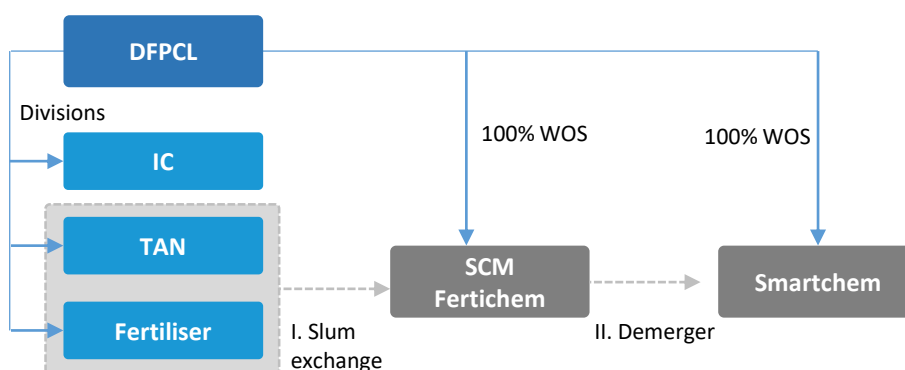 DFPCL
Divisions
100% WOS
100% WOS
IC
TAN
SCM
Fertichem
Smartchem
Fertiliser
I. Slum
exchange
II. Demerger